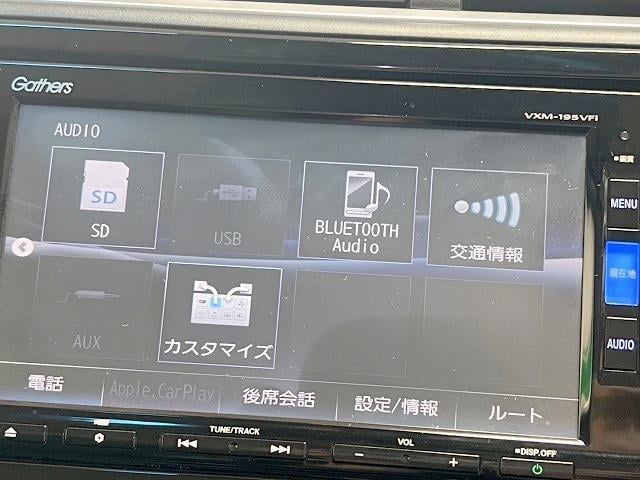 Gathers
VXM-195VFi
AUDIO
画質
SD
SD
USB
BLUETOOTH
Audio
交通情報
MENU
現在地
AUX
カスタマイズ
AUDIO
電話
Apple CarPlay
後席会話
設定/情報
ルート
TUNE/TRACK
VOL
DISP.OFF